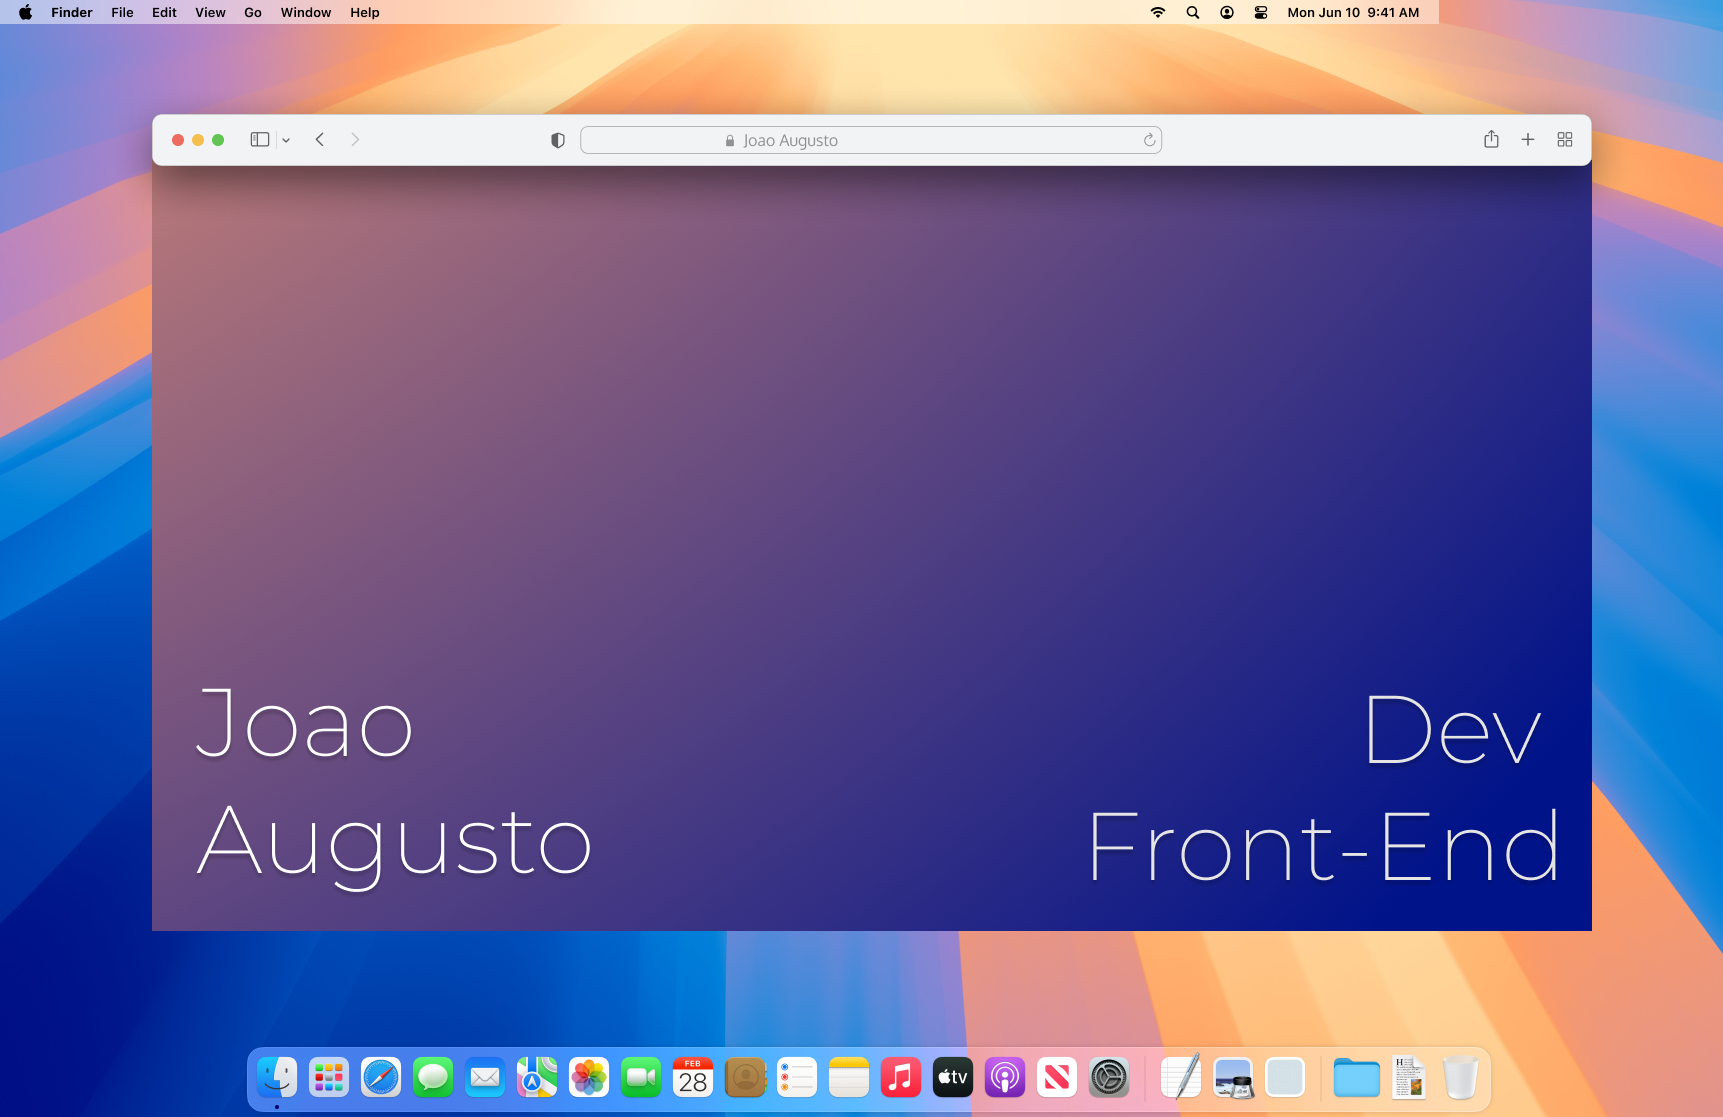 Finder File Edit View Go Window Help Mon Jun 10 9:41 AM
Joao Augusto
Joao
Augusto
Dev
Front-End
FEB
28
tv